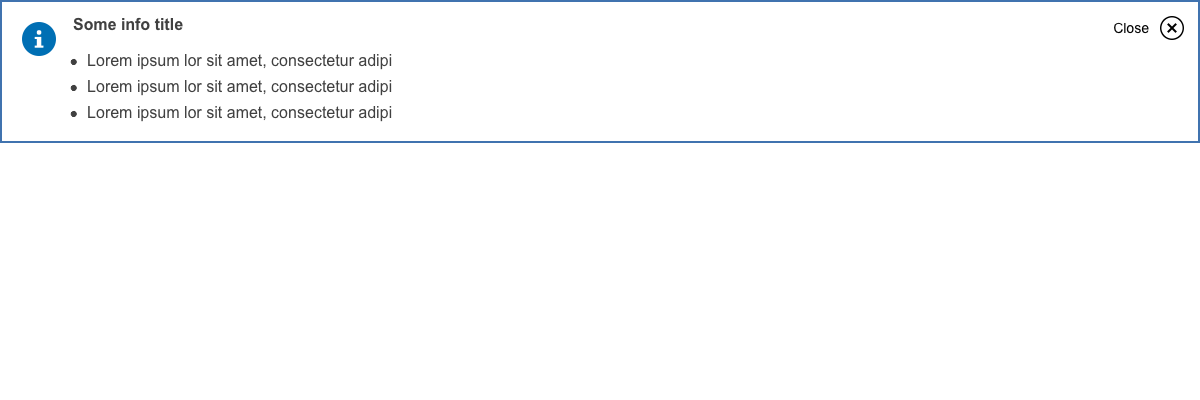 Some info title
Close
Lorem ipsum lor sit amet, consectetur adipi
Lorem ipsum lor sit amet, consectetur adipi
Lorem ipsum lor sit amet, consectetur adipi